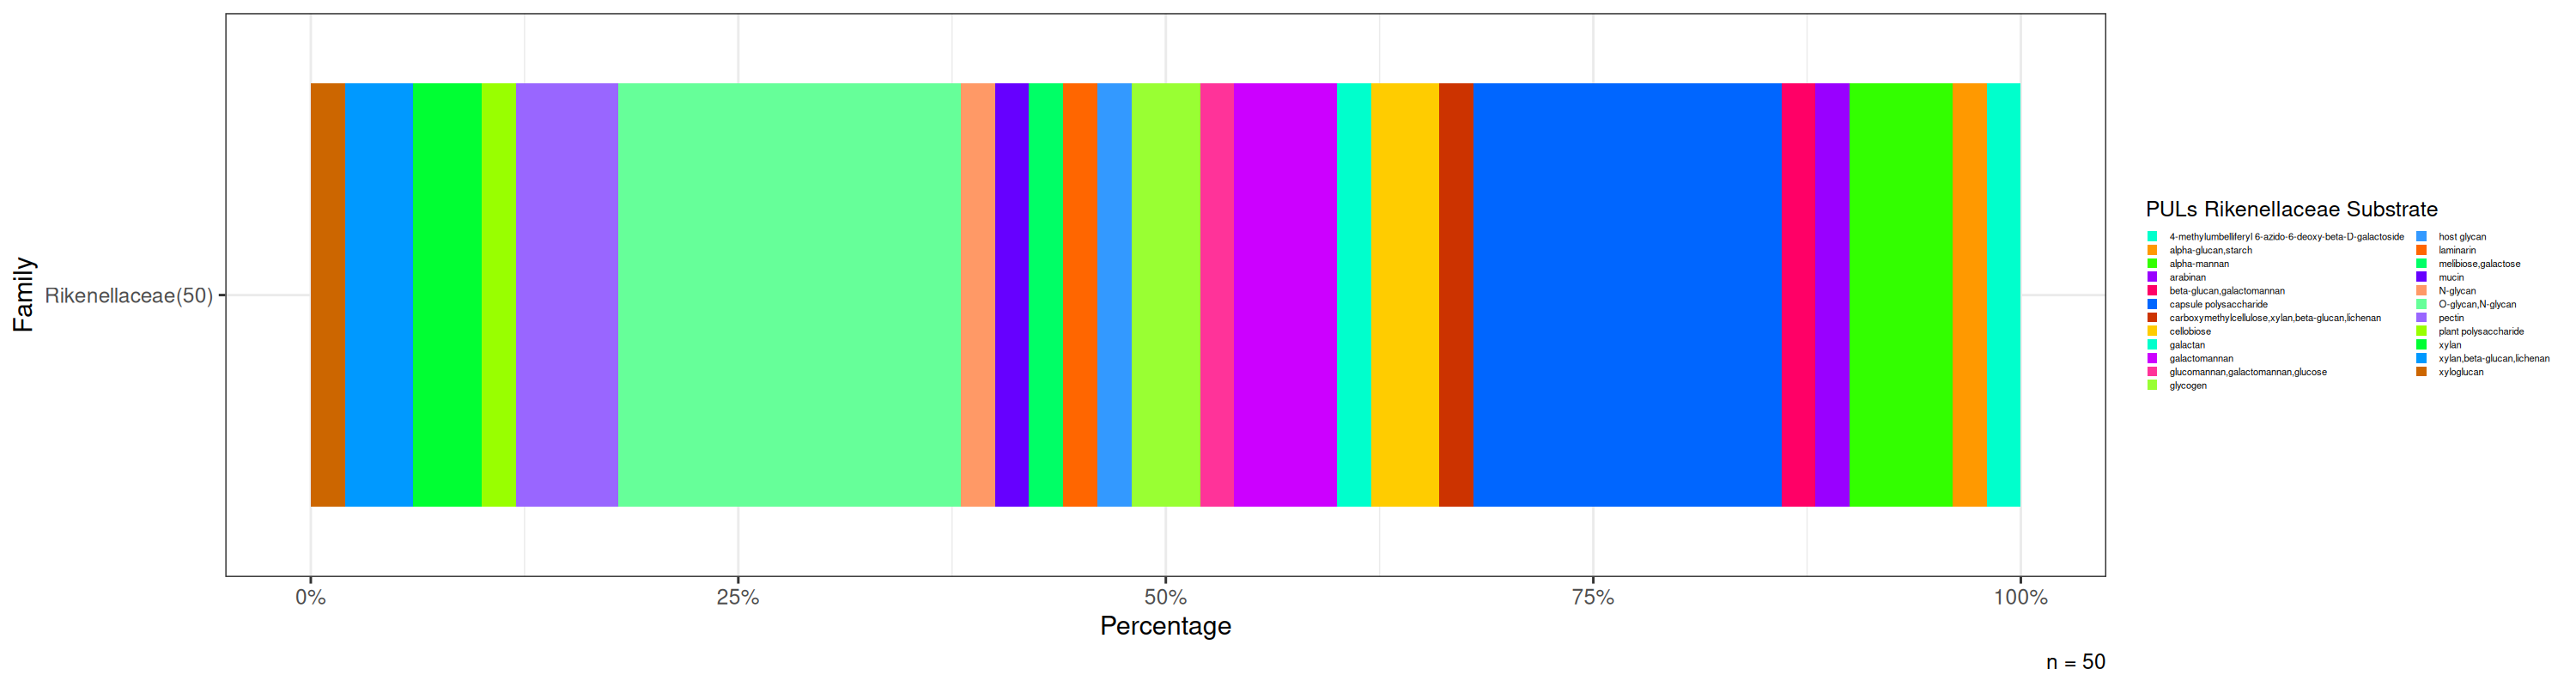 Family
Rikenellaceae(50)
0%
25%
50%
75%
100%
Percentage
n = 50
PULs Rikenellaceae Substrate
4-methylumbelliferyl 6-azido-6-deoxy-beta-D-galactoside
alpha-glucan,starch
alpha-mannan
arabinan
beta-glucan,galactomannan
capsule polysaccharide
carboxymethylcellulose,xylan,beta-glucan,lichenan
cellobiose
galactan
galactomannan
glucomannan,galactomannan,glucose
glycogen
host glycan
laminarin
melibiose,galactose
mucin
N-glycan
O-glycan,N-glycan
pectin
plant polysaccharide
xylan
xylan,beta-glucan,lichenan
xyloglucan